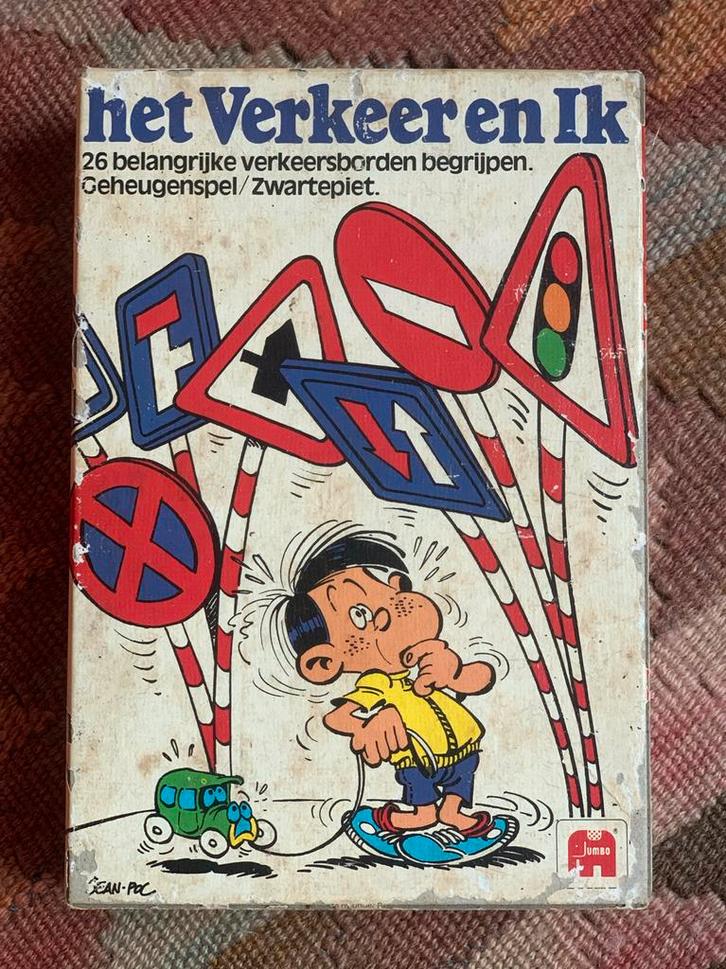 het Verkeer en Ik
26 belangrijke verkeersborden begrijpen.
Geheugenspel/Zwartepiet.
JUMBO
JEAN-POL